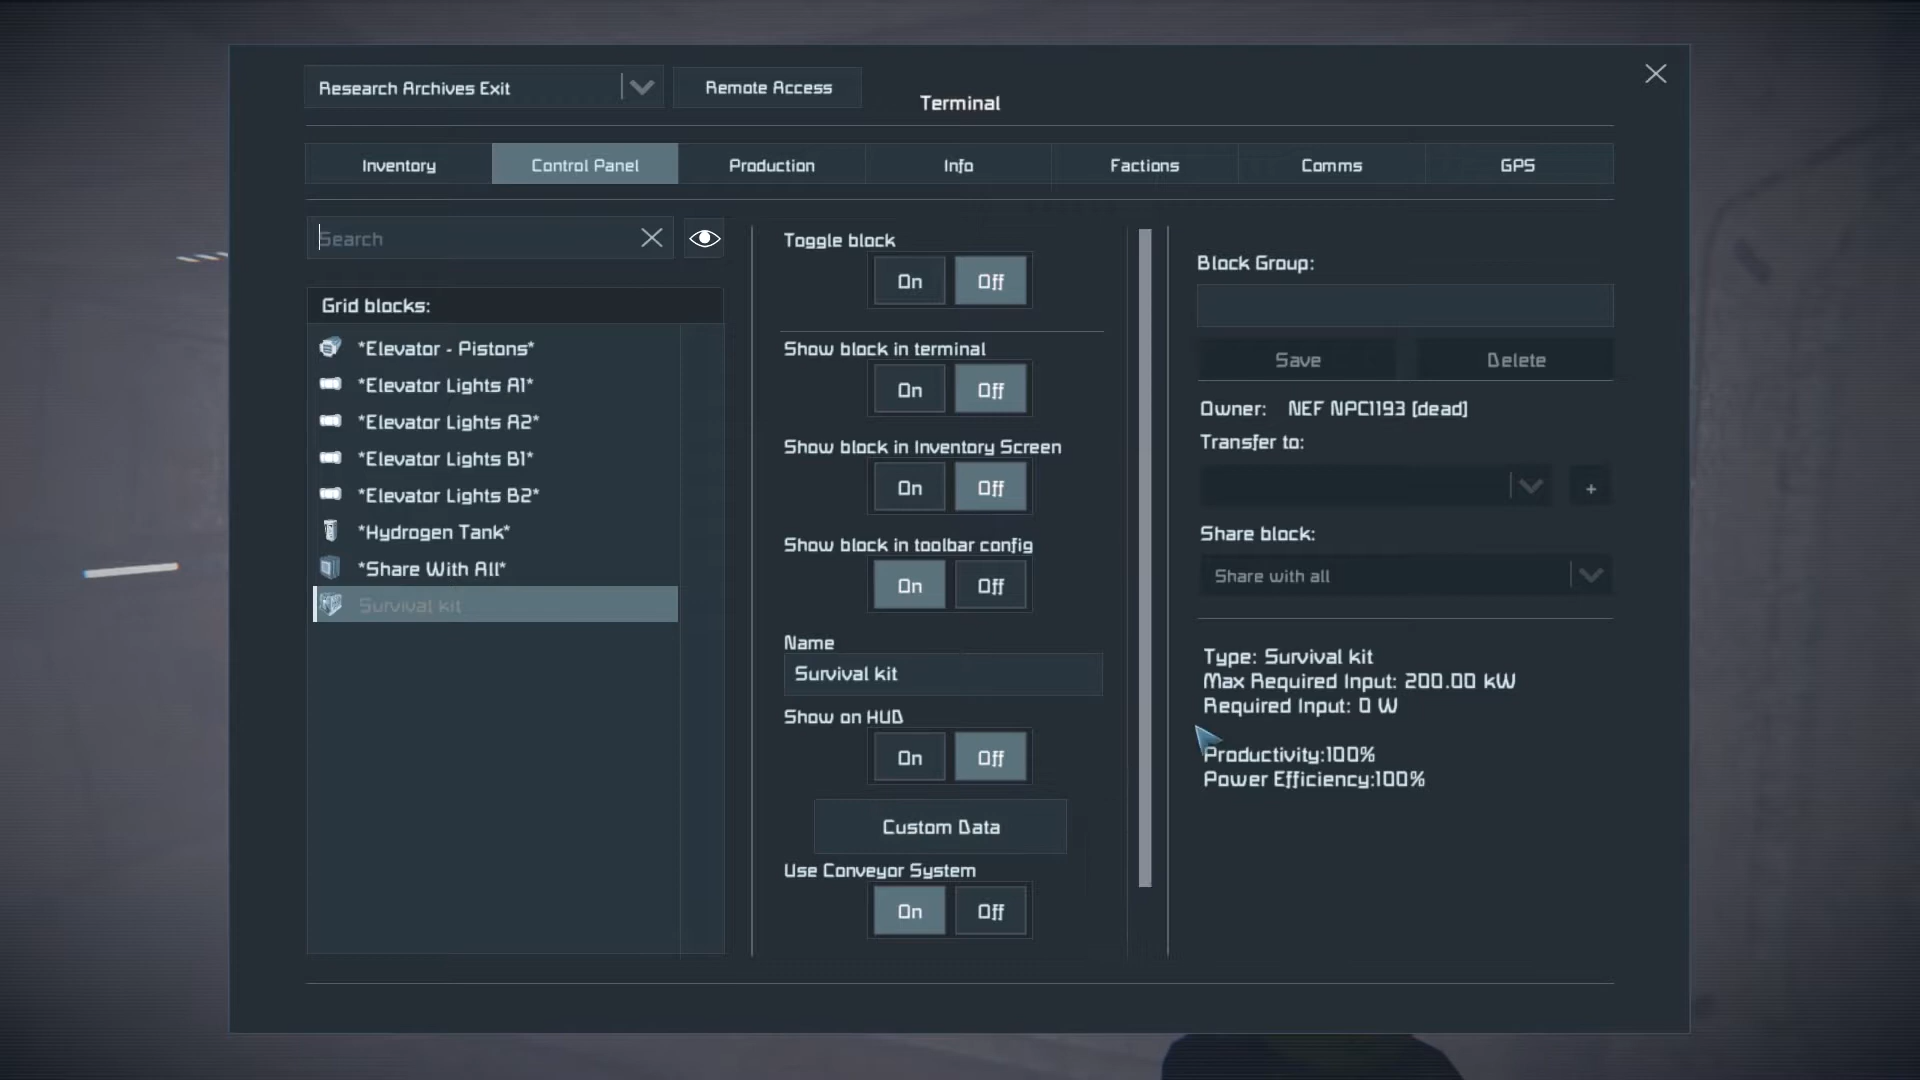 Research Archives Exit
Remote Access
Terminal
Inventory
Control Panel
Production
Info
Factions
Comms
GPS
Search
Grid blocks:
*Elevator - Pistons*
*Elevator Lights A1*
*Elevator Lights A2*
*Elevator Lights B1*
*Elevator Lights B2*
*Hydrogen Tank*
*Share With All*
Survival kit
Toggle block
On Off
Show block in terminal
On Off
Show block in Inventory Screen
On Off
Show block in toolbar config
On Off
Name
Survival kit
Show on HUD
On Off
Custom Data
Use Conveyor System
On Off
Block Group:
Save
Delete
Owner: NEF NPC1193 [dead]
Transfer to:
+
Share block:
Share with all
Type: Survival kit
Max Required Input: 200.00 kW
Required Input: 0 W
Productivity:100%
Power Efficiency:100%